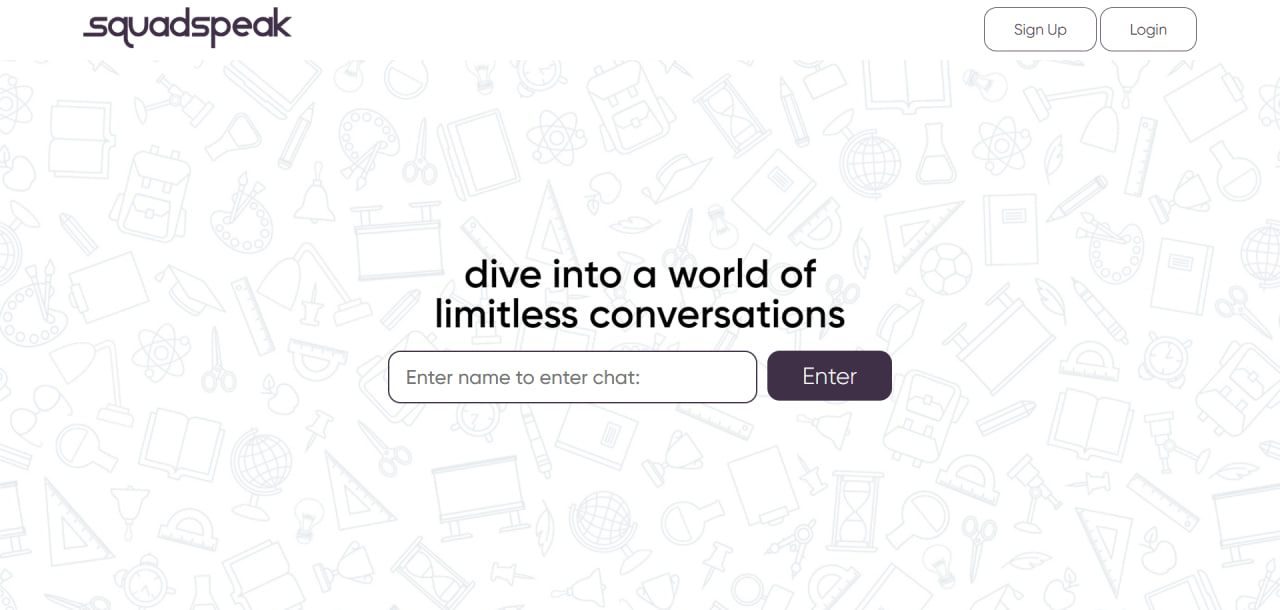 squadspeak
Sign Up
Login
dive into a world of
limitless conversations
Enter name to enter chat:
Enter